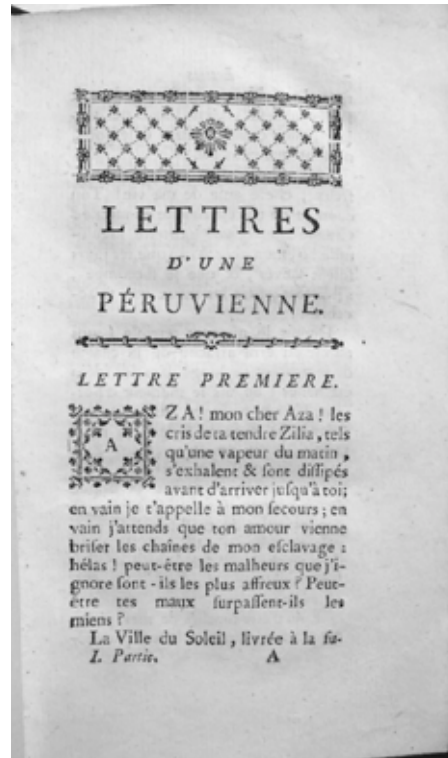 LETTRES
D'UNE
PÉRUVIENNE.
LETTRE PREMIERE.
AZA! mon cher Aza! les
cris de ta tendre Zilia, tels
qu'une vapeur du matin,
s'exhalent & sont dissipés
avant d'arriver jusqu'à toi;
en vain je t'appelle à mon secours; en
vain j'attends que ton amour vienne
briser les chaînes de mon esclavage:
hélas! peut-être les malheurs que j'i-
gnore sont-ils les plus affreux? Peut-
être tes maux surpassent-ils les
miens?
La Ville du Soleil, livrée à la fu-
I. Partie. A